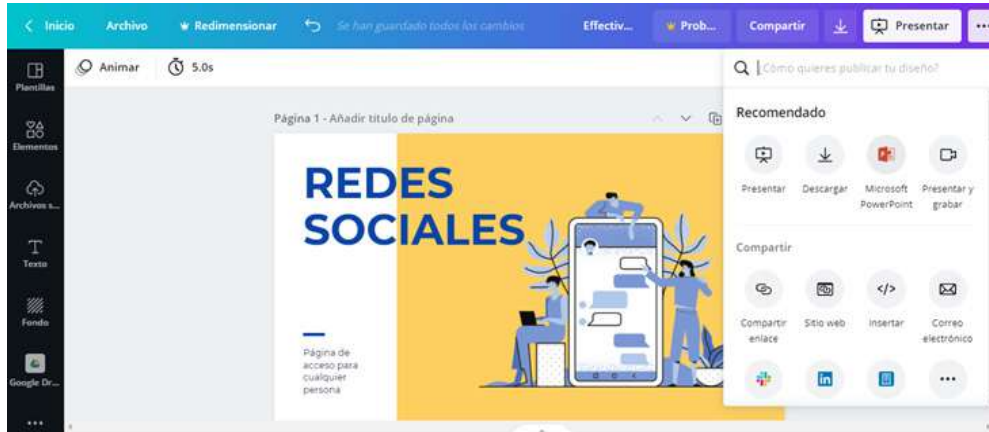 Inicio Archivo Redimensionar Se han guardado todos los cambios Effectiv... Prob... Compartir Presentar
Plantillas
Elementos
Archivos s...
Texto
Fondo
Google Dr...
Animar 5.0s
Página 1 - Añadir título de página
REDES
SOCIALES
Página de
acceso para
cualquier
persona
¿Cómo quieres publicar tu diseño?
Recomendado
Presentar Descargar Microsoft PowerPoint Presentar y grabar
Compartir
Compartir enlace Sitio web Insertar Correo electrónico